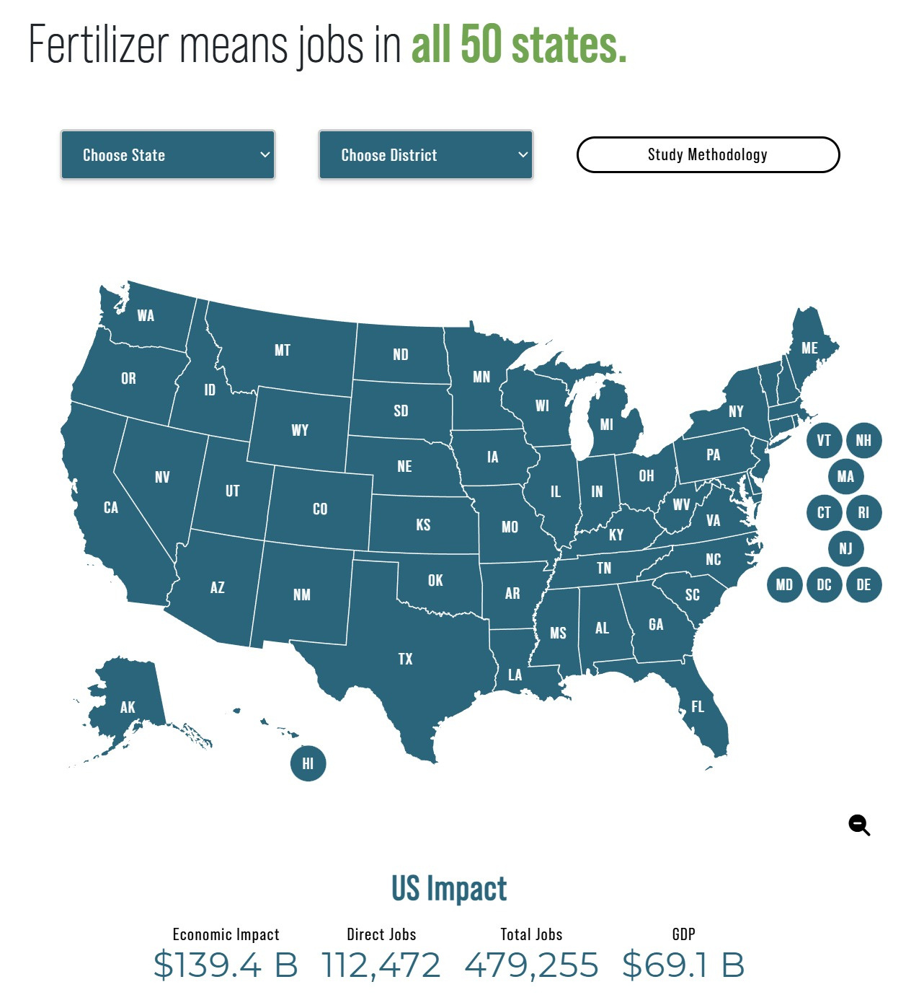 Fertilizer means jobs in all 50 states.
Choose State
Choose District
Study Methodology
WA
MT
ND
MN
ME
OR
ID
SD
WI
MI
NY
WY
IA
PA
VT
NH
NE
NV
UT
CO
IL
IN
OH
MA
CA
KS
MO
WV
VA
CT
RI
KY
NJ
AZ
NM
OK
TN
NC
AR
SC
MD
DC
DE
MS
AL
GA
TX
LA
FL
AK
HI
US Impact
Economic Impact
Direct Jobs
Total Jobs
GDP
$139.4 B
112,472
479,255
$69.1 B